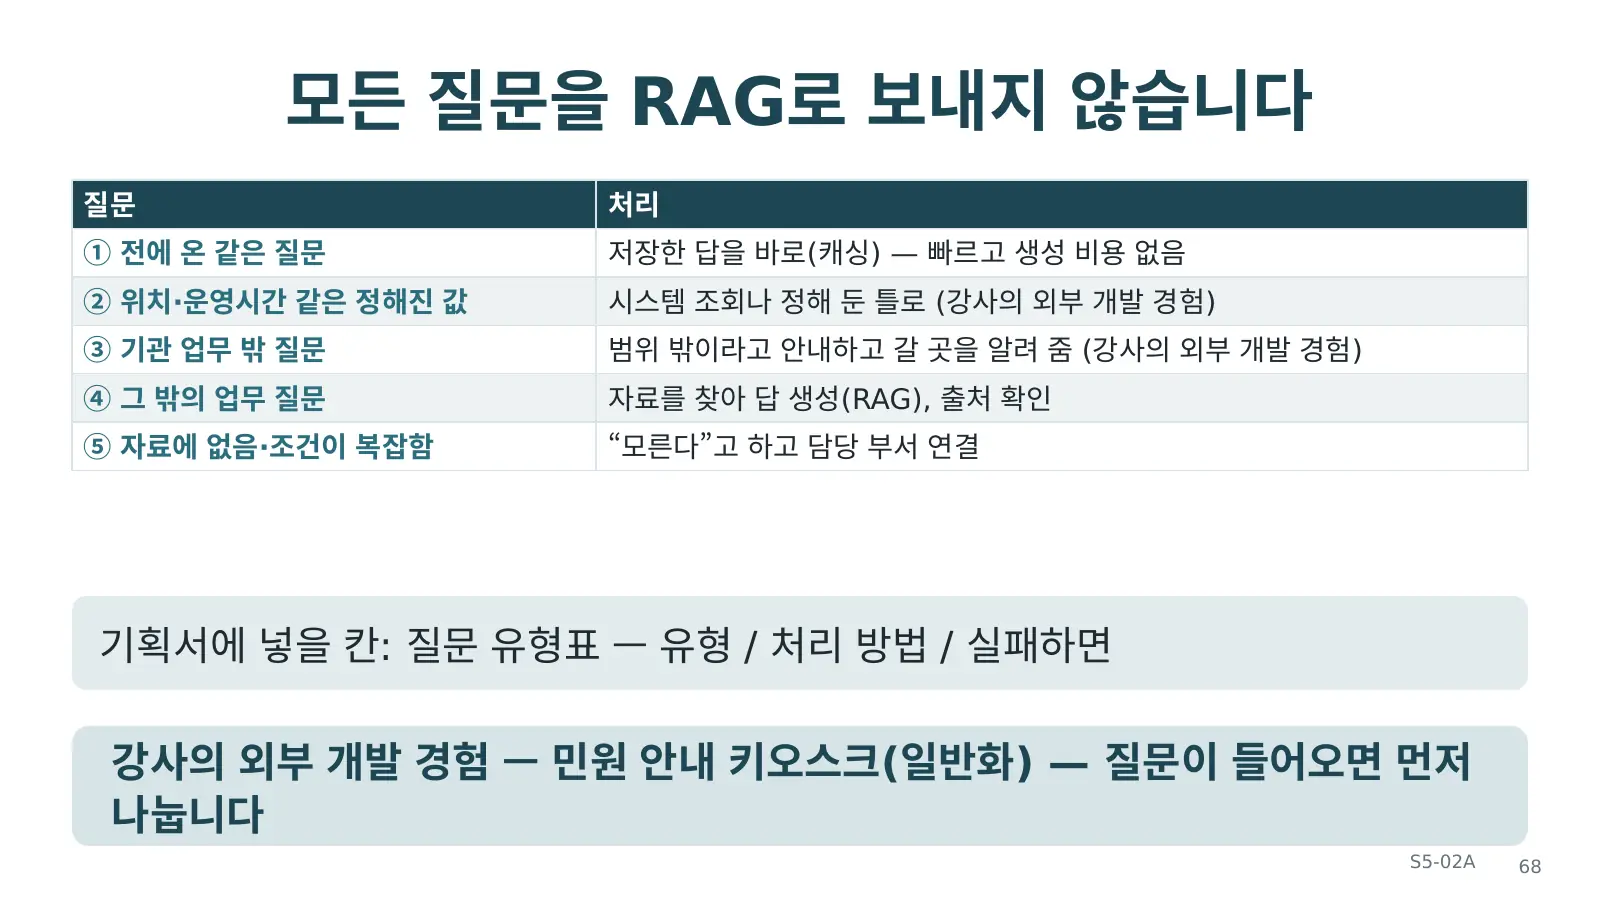 모든 질문을 RAG로 보내지 않습니다
질문 처리
① 전에 온 같은 질문 저장한 답을 바로(캐싱) — 빠르고 생성 비용 없음
② 위치·운영시간 같은 정해진 값 시스템 조회나 정해 둔 틀로 (강사의 외부 개발 경험)
③ 기관 업무 밖 질문 범위 밖이라고 안내하고 갈 곳을 알려 줌 (강사의 외부 개발 경험)
④ 그 밖의 업무 질문 자료를 찾아 답 생성(RAG), 출처 확인
⑤ 자료에 없음·조건이 복잡함 “모른다”고 하고 담당 부서 연결
기획서에 넣을 칸: 질문 유형표 — 유형 / 처리 방법 / 실패하면
강사의 외부 개발 경험 — 민원 안내 키오스크(일반화) — 질문이 들어오면 먼저
나눕니다
S5-02A 68